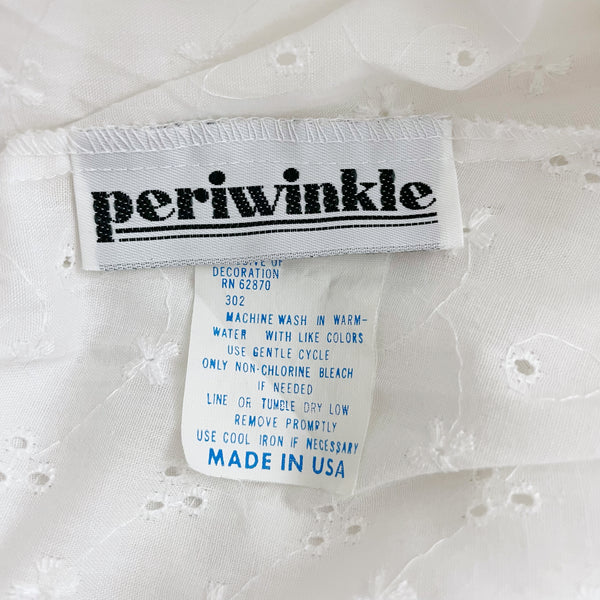 periwinkle
OF
DECORATION
RN 62870
302
MACHINE WASH IN WARM-
WATER WITH LIKE COLORS
USE GENTLE CYCLE
ONLY NON-CHLORINE BLEACH
IF NEEDED
LINE OR TUMBLE DRY LOW
REMOVE PROMPTLY
USE COOL IRON IF NECESSARY
MADE IN USA